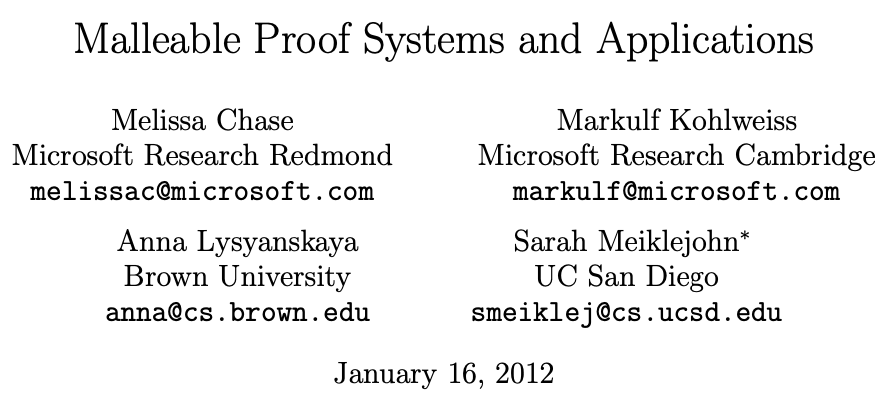 Malleable Proof Systems and Applications
Melissa Chase
Microsoft Research Redmond
melissac@microsoft.com
Markulf Kohlweiss
Microsoft Research Cambridge
markulf@microsoft.com
Anna Lysyanskaya
Brown University
anna@cs.brown.edu
Sarah Meiklejohn*
UC San Diego
smeiklej@cs.ucsd.edu
January 16, 2012